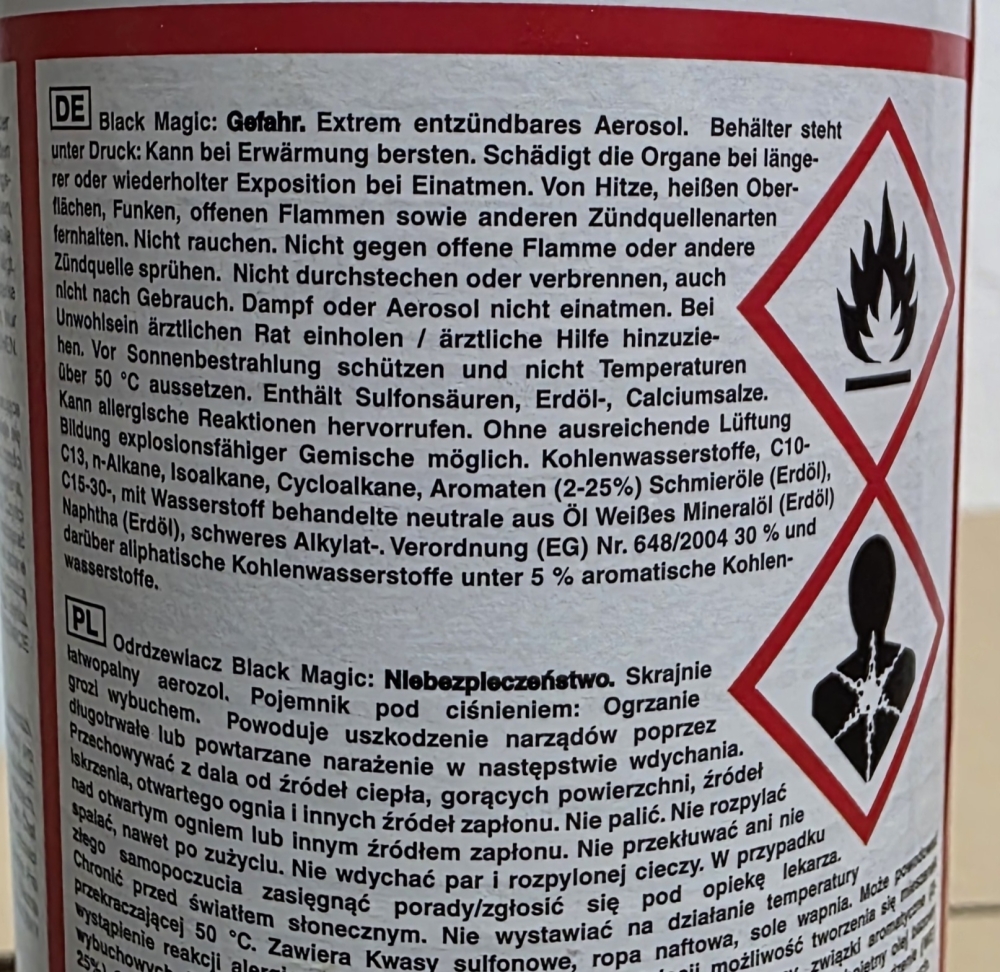 DE Black Magic: Gefahr. Extrem entzündbares Aerosol. Behälter steht
unter Druck: Kann bei Erwärmung bersten. Schädigt die Organe bei länge-
rer oder wiederholter Exposition bei Einatmen. Von Hitze, heißen Ober-
flächen, Funken, offenen Flammen sowie anderen Zündquellenarten
fernhalten. Nicht rauchen. Nicht gegen offene Flamme oder andere
Zündquelle sprühen. Nicht durchstechen oder verbrennen, auch
nicht nach Gebrauch. Dampf oder Aerosol nicht einatmen. Bei
Unwohlsein ärztlichen Rat einholen / ärztliche Hilfe hinzuzie-
hen. Vor Sonnenbestrahlung schützen und nicht Temperaturen
über 50 °C aussetzen. Enthält Sulfonsäuren, Erdöl-, Calciumsalze.
Kann allergische Reaktionen hervorrufen. Ohne ausreichende Lüftung
Bildung explosionsfähiger Gemische möglich. Kohlenwasserstoffe, C10-
C13, n-Alkane, Isoalkane, Cycloalkane, Aromaten (2-25%) Schmieröle (Erdöl),
C15-30-, mit Wasserstoff behandelte neutrale aus Öl Weißes Mineralöl (Erdöl)
Naphtha (Erdöl), schweres Alkylat-. Verordnung (EG) Nr. 648/2004 30 % und
darüber aliphatische Kohlenwasserstoffe unter 5 % aromatische Kohlen-
wasserstoffe.
PL Odrdzewiacz Black Magic: Niebezpieczeństwo. Skrajnie
łatwopalny aerozol. Pojemnik pod ciśnieniem: Ogrzanie
grozi wybuchem. Powoduje uszkodzenie narządów poprzez
długotrwałe lub powtarzane narażenie w następstwie wdychania.
Przechowywać z dala od źródeł ciepła, gorących powierzchni, źródeł
iskrzenia, otwartego ognia i innych źródeł zapłonu. Nie palić. Nie rozpylać
nad otwartym ogniem lub innym źródłem zapłonu. Nie przekłuwać ani nie
spalać, nawet po zużyciu. Nie wdychać par i rozpylonej cieczy. W przypadku
złego samopoczucia zasięgnąć porady/zgłosić się pod opiekę lekarza.
Chronić przed światłem słonecznym. Nie wystawiać na działanie temperatury
przekraczającej 50 °C. Zawiera Kwasy sulfonowe, ropa naftowa, sole wapnia. Może
wystąpienie reakcji możliwość tworzenia się
25%) związki